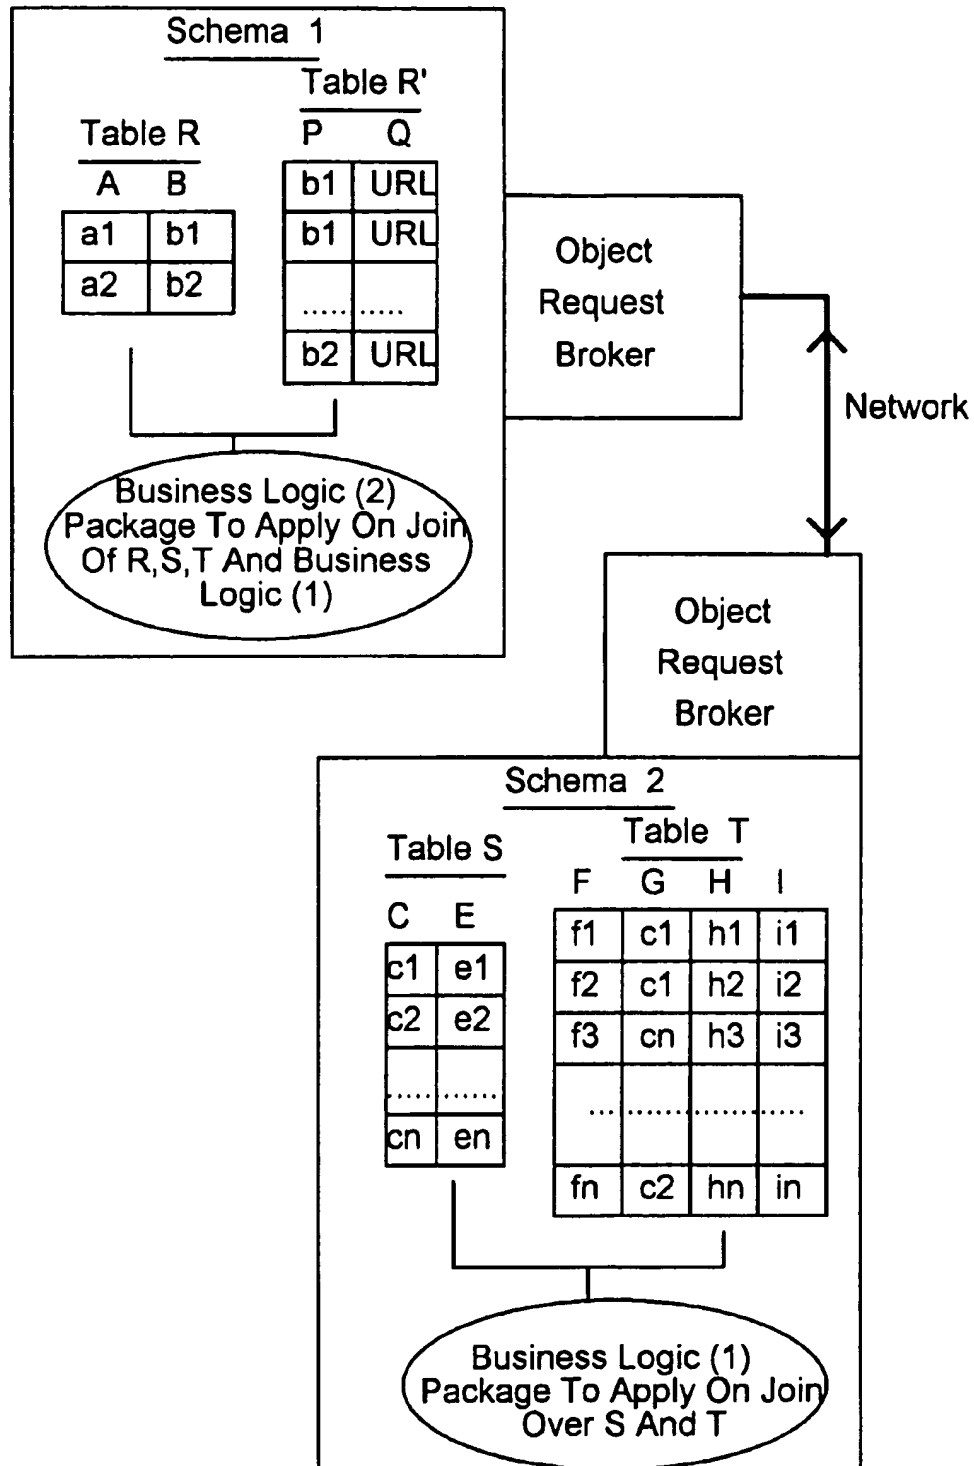 Schema 1
Table R'
Table R
P Q
A B
b1 URL
b1 URL
a1 b1
a2 b2
...........
b2 URL
Business Logic (2)
Package To Apply On Join
Of R,S,T And Business
Logic (1)
Object
Request
Broker
Network
Object
Request
Broker
Schema 2
Table S
Table T
C E
c1 e1
c2 e2
............
cn en
F G H I
f1 c1 h1 i1
f2 c1 h2 i2
f3 cn h3 i3
......................
fn c2 hn in
Business Logic (1)
Package To Apply On Join
Over S And T